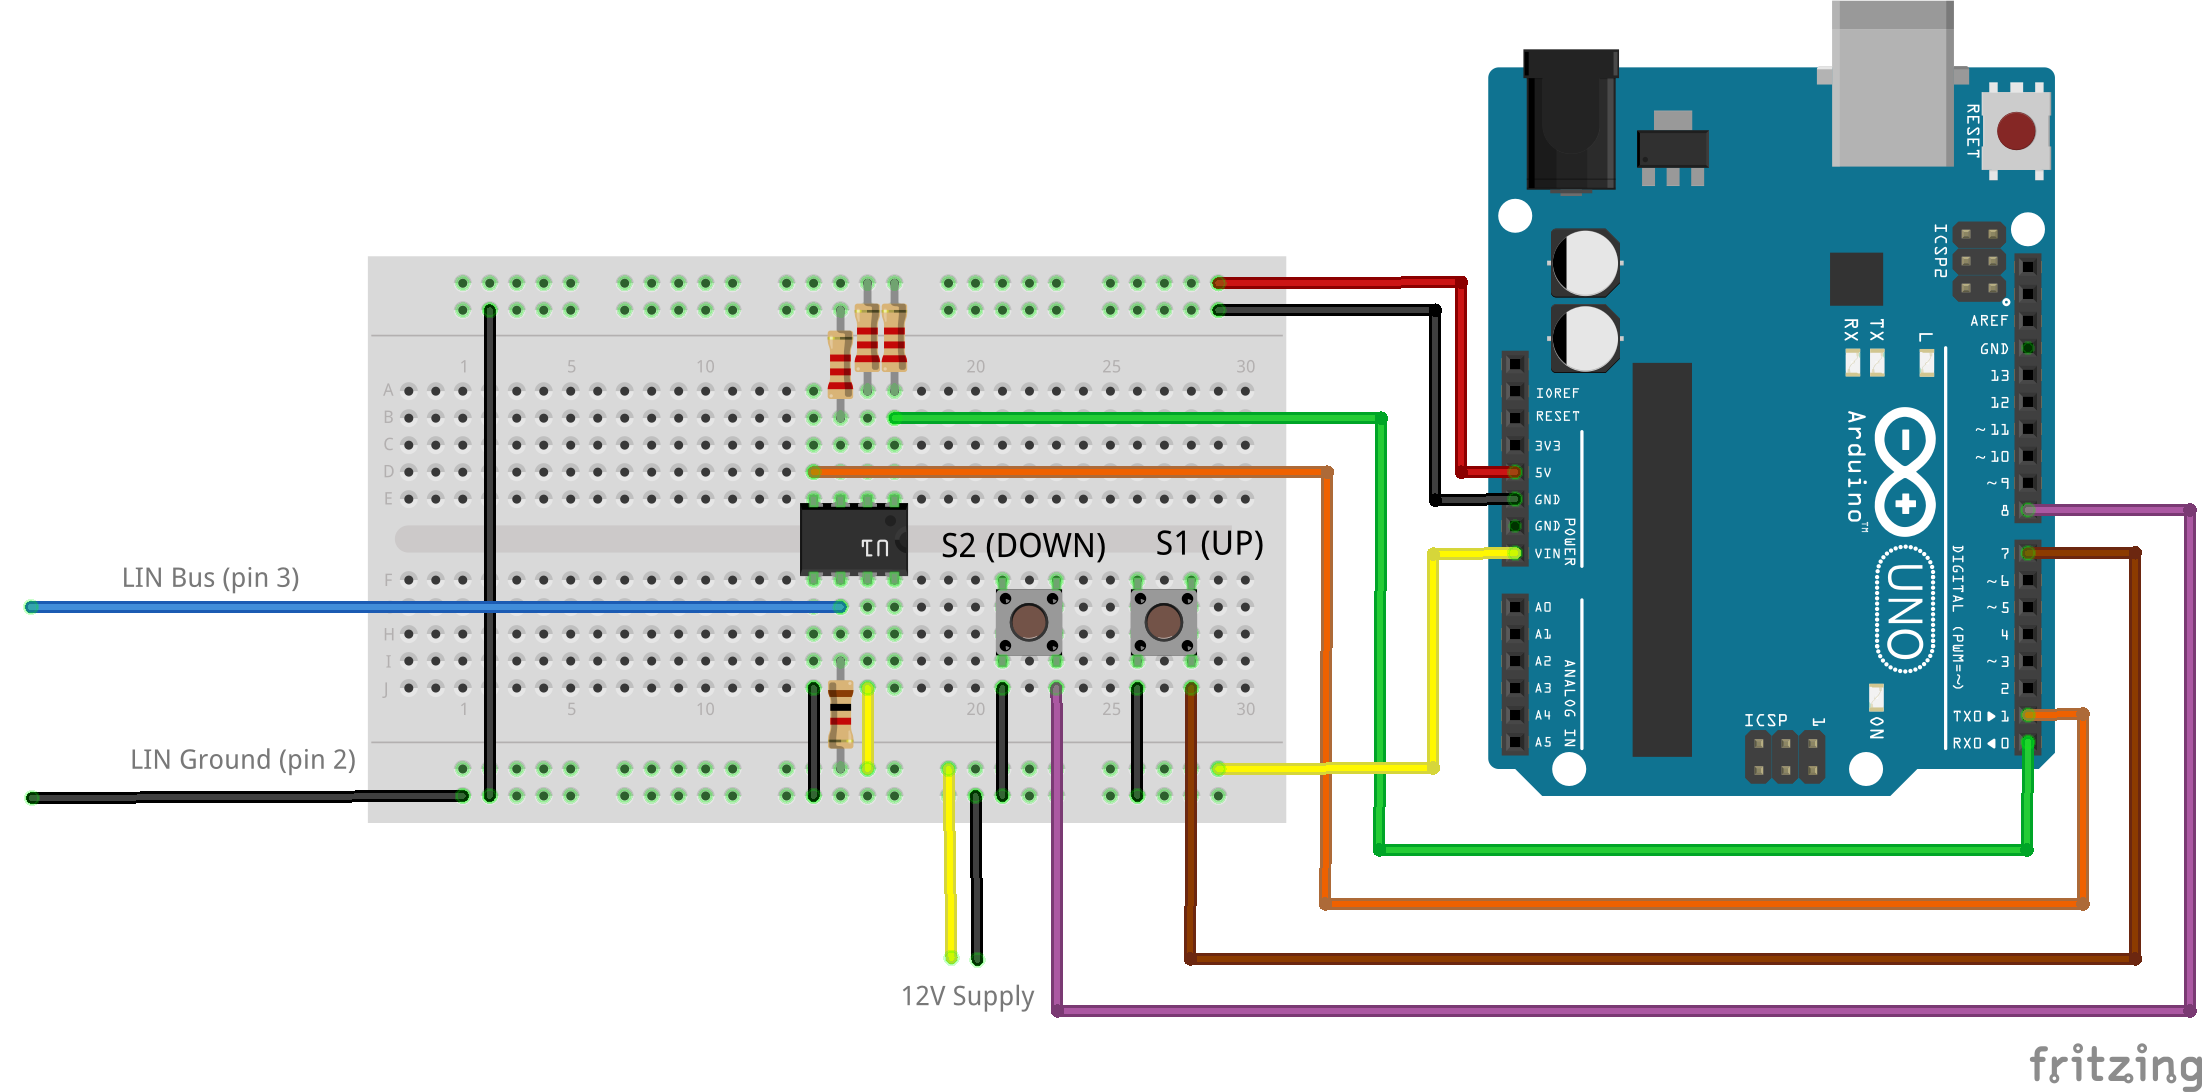 LIN Bus (pin 3)
LIN Ground (pin 2)
12V Supply
S2 (DOWN)
S1 (UP)
U1
1 5 10 20 25 30
A
B
C
D
E
F
H
I
J
1 5 10 20 25 30
RESET
ICSP2
IOREF
RESET
3V3
5V
GND
GND
VIN
POWER
A0
A1
A2
A3
A4
A5
ANALOG IN
RX
TX
L
Arduino™
UNO
ICSP
1
ON
AREF
GND
13
12
~11
~10
~9
8
7
~6
~5
4
~3
2
TX0▶1
RX0◀0
DIGITAL (PWM=~)
fritzing